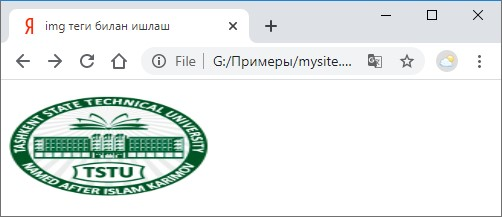 img теги билан ишлаш
File
G:/Примеры/mysite....
TASHKENT STATE TECHNICAL UNIVERSITY
TSTU
NAMED AFTER ISLAM KARIMOV